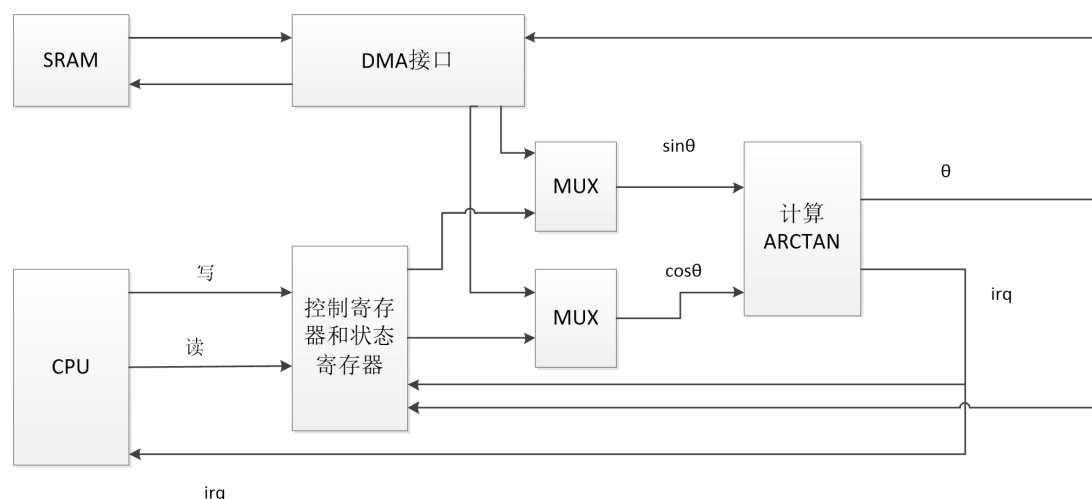 SRAM
DMA接口
MUX
sinθ
计算
ARCTAN
θ
写
读
CPU
控制寄存
器和状态
寄存器
MUX
cosθ
irq
irq